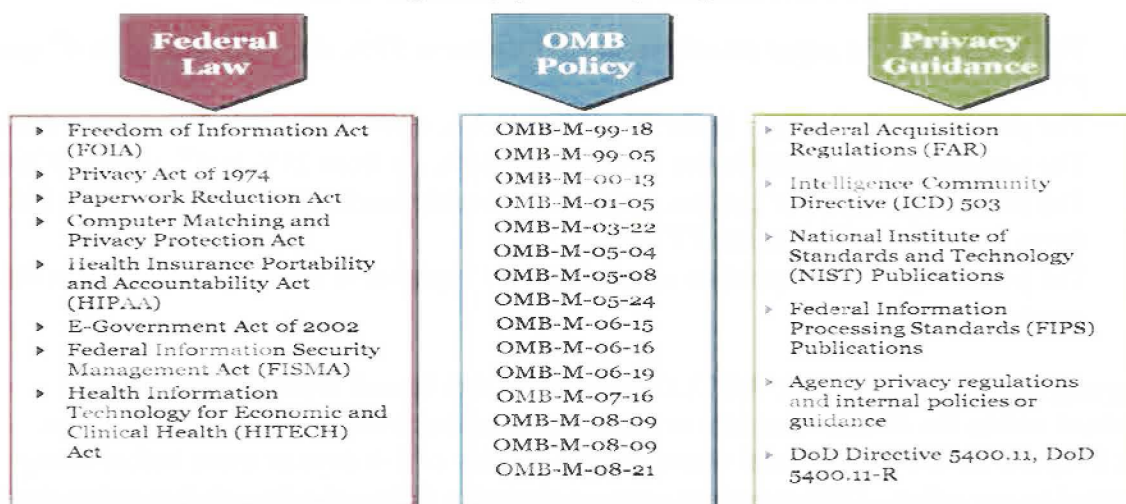 Federal
Law
➤ Freedom of Information Act
(FOIA)
➤ Privacy Act of 1974
➤ Paperwork Reduction Act
➤ Computer Matching and
Privacy Protection Act
➤ Health Insurance Portability
and Accountability Act
(HIPAA)
➤ E-Government Act of 2002
➤ Federal Information Security
Management Act (FISMA)
➤ Health Information
Technology for Economic and
Clinical Health (HITECH)
Act
OMB
Policy
OMB-M-99-18
OMB-M-99-05
OMB-M-00-13
OMB-M-01-05
OMB-M-03-22
OMB-M-05-04
OMB-M-05-08
OMB-M-05-24
OMB-M-06-15
OMB-M-06-16
OMB-M-06-19
OMB-M-07-16
OMB-M-08-09
OMB-M-08-09
OMB-M-08-21
Privacy
Guidance
➤ Federal Acquisition
Regulations (FAR)
➤ Intelligence Community
Directive (ICD) 503
➤ National Institute of
Standards and Technology
(NIST) Publications
➤ Federal Information
Processing Standards (FIPS)
Publications
➤ Agency privacy regulations
and internal policies or
guidance
➤ DoD Directive 5400.11, DoD
5400.11-R